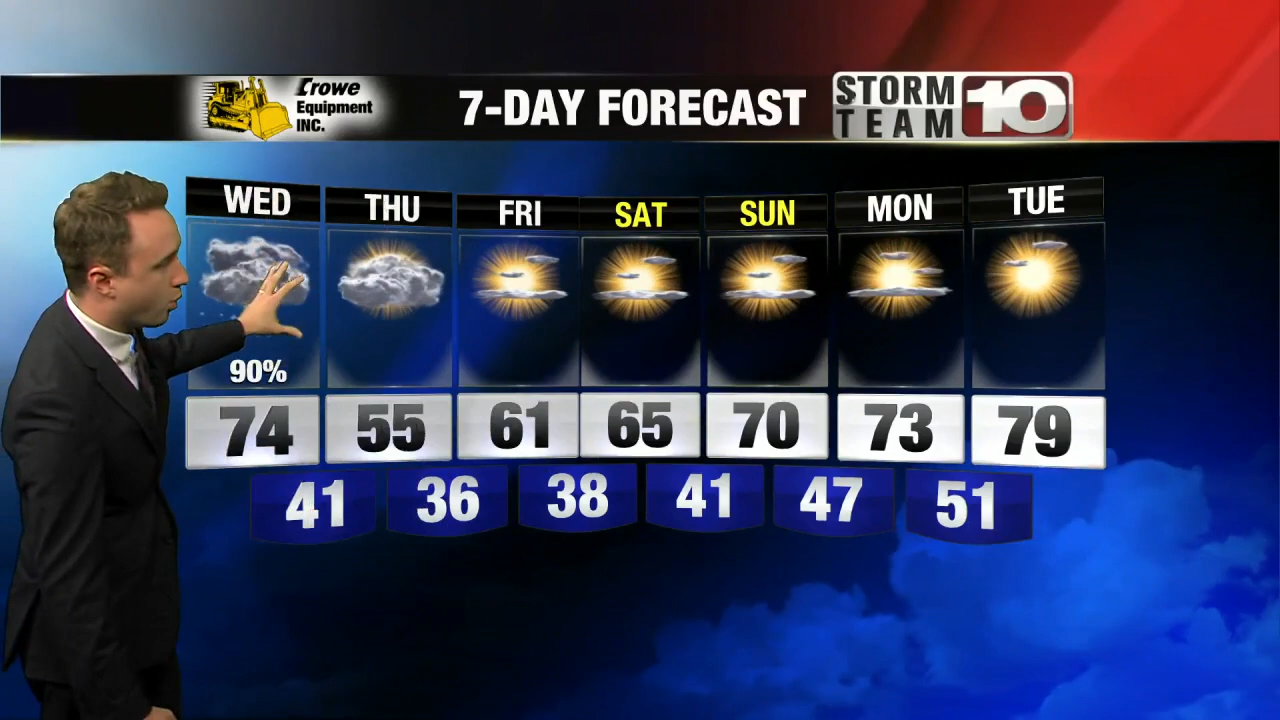 Crowe
Equipment
INC.
7-DAY FORECAST
STORM
TEAM
10
WED THU FRI SAT SUN MON TUE
90%
74 55 61 65 70 73 79
41 36 38 41 47 51